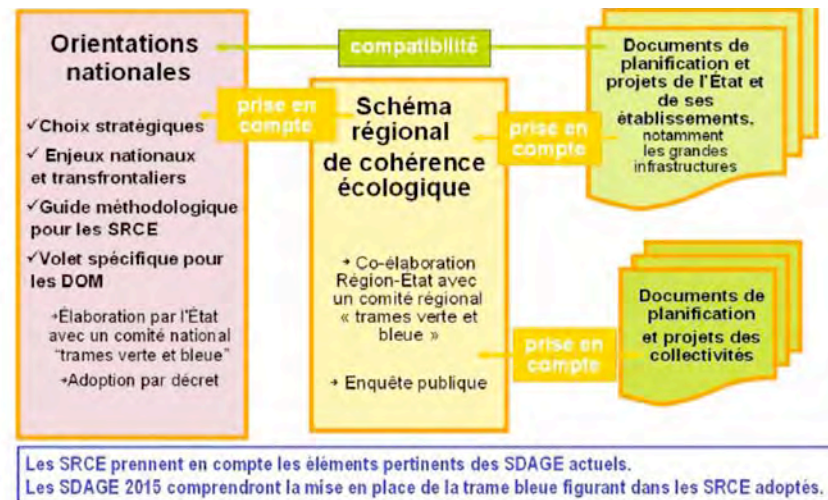 Orientations
nationales
✓Choix stratégiques
✓ Enjeux nationaux
et transfrontaliers
✓Guide méthodologique
pour les SRCE
✓Volet spécifique pour
les DOM
→Élaboration par l'État
avec un comité national
"trames verte et bleue"
→Adoption par décret
compatibilité
prise en
compte
Schéma
régional
de cohérence
écologique
→ Co-élaboration
Région-État avec
un comité régional
« trames verte et
bleue »
→ Enquête publique
prise en
compte
Documents de
planification et
projets de l'État et
de ses
établissements,
notamment
les grandes
infrastructures
prise en
compte
Documents de
planification
et projets des
collectivités
Les SRCE prennent en compte les éléments pertinents des SDAGE actuels.
Les SDAGE 2015 comprendront la mise en place de la trame bleue figurant dans les SRCE adoptés.